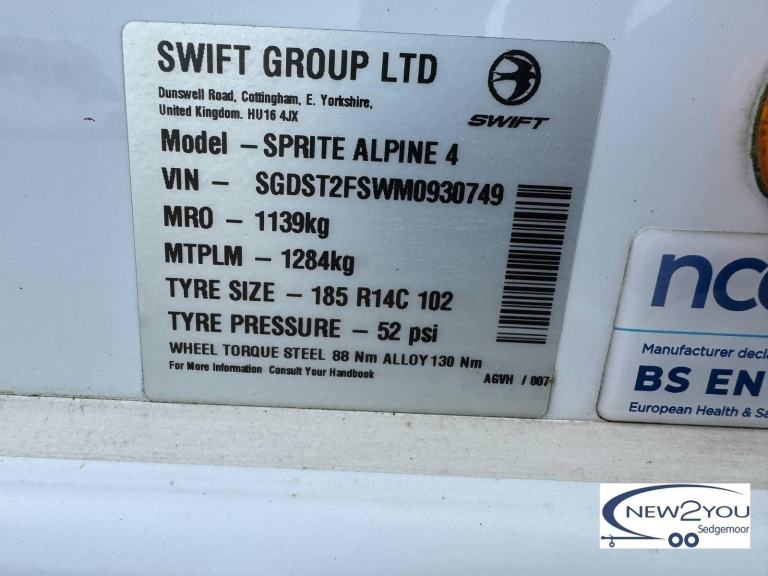 SWIFT GROUP LTD
Dunswell Road, Cottingham, E. Yorkshire,
United Kingdom. HU16 4JX
SWIFT
Model – SPRITE ALPINE 4
VIN – SGDST2FSWM0930749
MRO – 1139kg
MTPLM – 1284kg
TYRE SIZE – 185 R14C 102
TYRE PRESSURE – 52 psi
WHEEL TORQUE STEEL 88 Nm ALLOY 130 Nm
For More Information Consult Your Handbook
AGVH / 007
Manufacturer
BS EN
European Health &
NEW2YOU
Sedgemoor